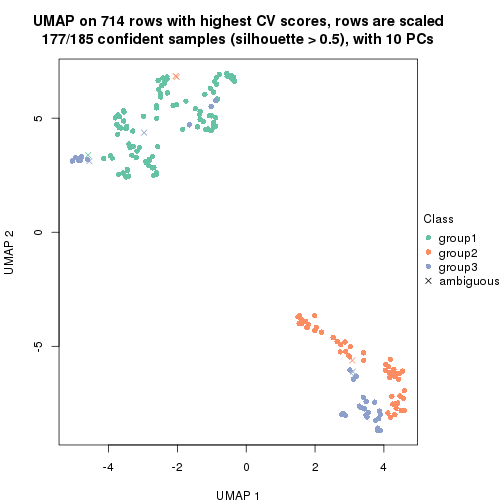 UMAP on 714 rows with highest CV scores, rows are scaled
177/185 confident samples (silhouette > 0.5), with 10 PCs
5
0
-5
UMAP 2
-4
-2
0
2
4
UMAP 1
Class
group1
group2
group3
ambiguous